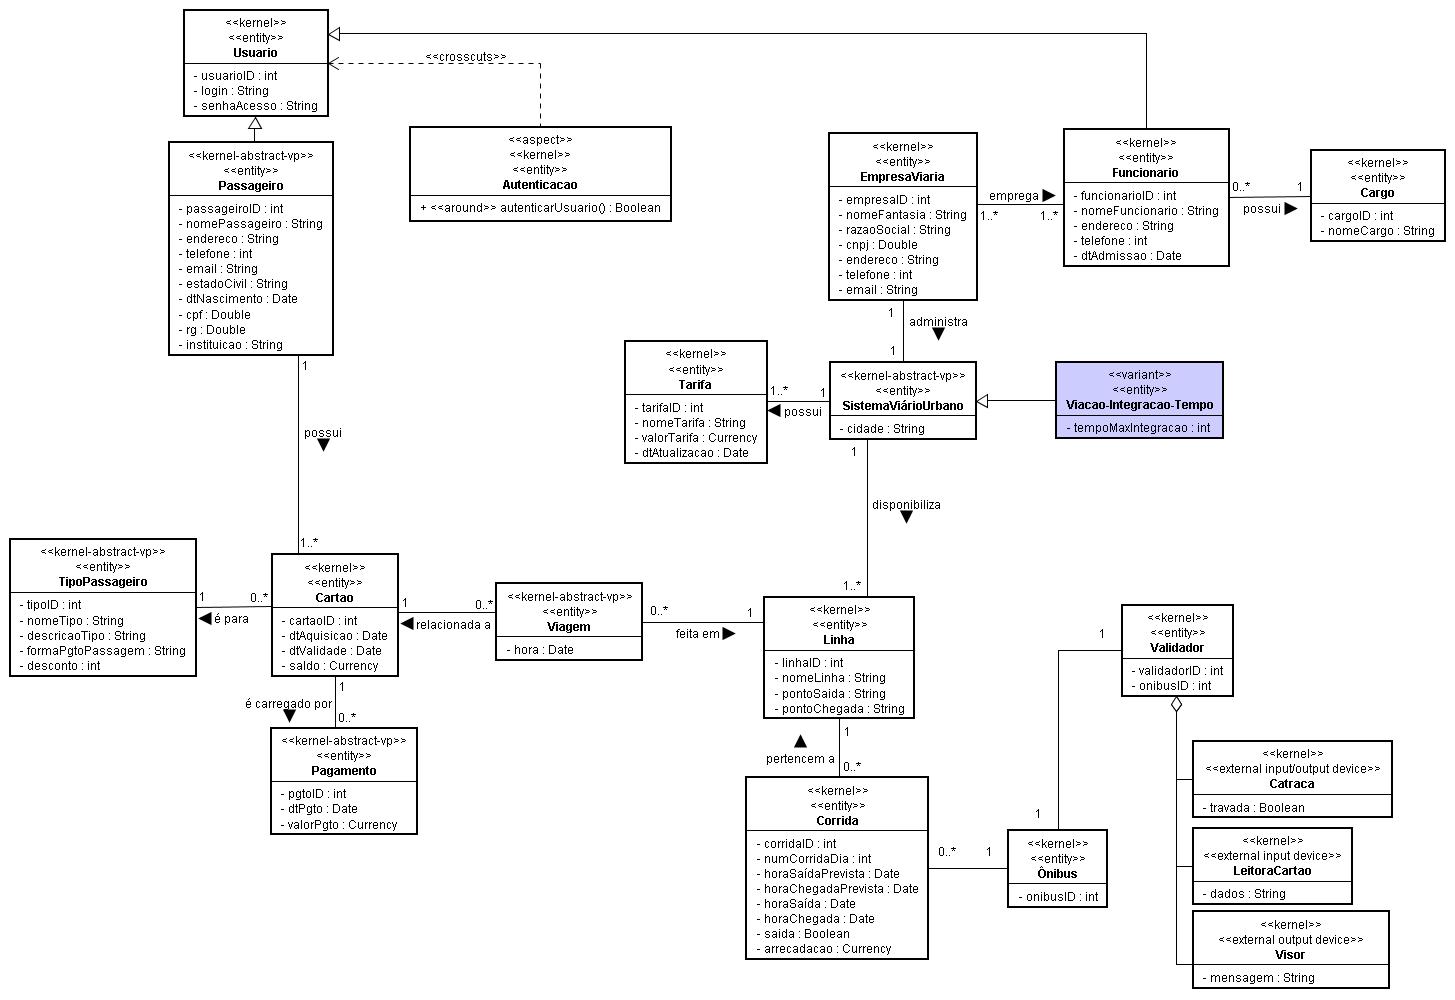 <<kernel>>
<<entity>>
Usuario
- usuarioID : int
- login : String
- senhaAcesso : String
<<crosscuts>>
<<aspect>>
<<kernel>>
<<entity>>
Autenticacao
+ <<around>> autenticarUsuario() : Boolean
<<kernel-abstract-vp>>
<<entity>>
Passageiro
- passageiroID : int
- nomePassageiro : String
- endereco : String
- telefone : int
- email : String
- estadoCivil : String
- dtNascimento : Date
- cpf : Double
- rg : Double
- instituicao : String
<<kernel>>
<<entity>>
EmpresaViaria
- empresaID : int
- nomeFantasia : String
- razaoSocial : String
- cnpj : Double
- endereco : String
- telefone : int
- email : String
emprega
1..*
1..*
<<kernel>>
<<entity>>
Funcionario
- funcionarioID : int
- nomeFuncionario : String
- endereco : String
- telefone : int
- dtAdmissao : Date
0..*
1
possui
<<kernel>>
<<entity>>
Cargo
- cargoID : int
- nomeCargo : String
1
administra
1
<<kernel>>
<<entity>>
Tarifa
- tarifaID : int
- nomeTarifa : String
- valorTarifa : Currency
- dtAtualizacao : Date
1..*
1
possui
<<kernel-abstract-vp>>
<<entity>>
SistemaViárioUrbano
- cidade : String
<<variant>>
<<entity>>
Viacao-Integracao-Tempo
- tempoMaxIntegracao : int
1
possui
1..*
1
disponibiliza
1..*
<<kernel-abstract-vp>>
<<entity>>
TipoPassageiro
- tipoID : int
- nomeTipo : String
- descricaoTipo : String
- formaPgtoPassagem : String
- desconto : int
1
0..*
é para
<<kernel>>
<<entity>>
Cartao
- cartaoID : int
- dtAquisicao : Date
- dtValidade : Date
- saldo : Currency
1
0..*
relacionada a
<<kernel-abstract-vp>>
<<entity>>
Viagem
- hora : Date
0..*
1
feita em
<<kernel>>
<<entity>>
Linha
- linhaID : int
- nomeLinha : String
- pontoSaida : String
- pontoChegada : String
1
<<kernel>>
<<entity>>
Validador
- validadorID : int
- onibusID : int
1
é carregado por
0..*
<<kernel-abstract-vp>>
<<entity>>
Pagamento
- pgtoID : int
- dtPgto : Date
- valorPgto : Currency
1
pertencem a
0..*
<<kernel>>
<<entity>>
Corrida
- corridaID : int
- numCorridaDia : int
- horaSaídaPrevista : Date
- horaChegadaPrevista : Date
- horaSaída : Date
- horaChegada : Date
- saida : Boolean
- arrecadacao : Currency
0..*
1
1
<<kernel>>
<<entity>>
Ônibus
- onibusID : int
<<kernel>>
<<external input/output device>>
Catraca
- travada : Boolean
<<kernel>>
<<external input device>>
LeitoraCartao
- dados : String
<<kernel>>
<<external output device>>
Visor
- mensagem : String